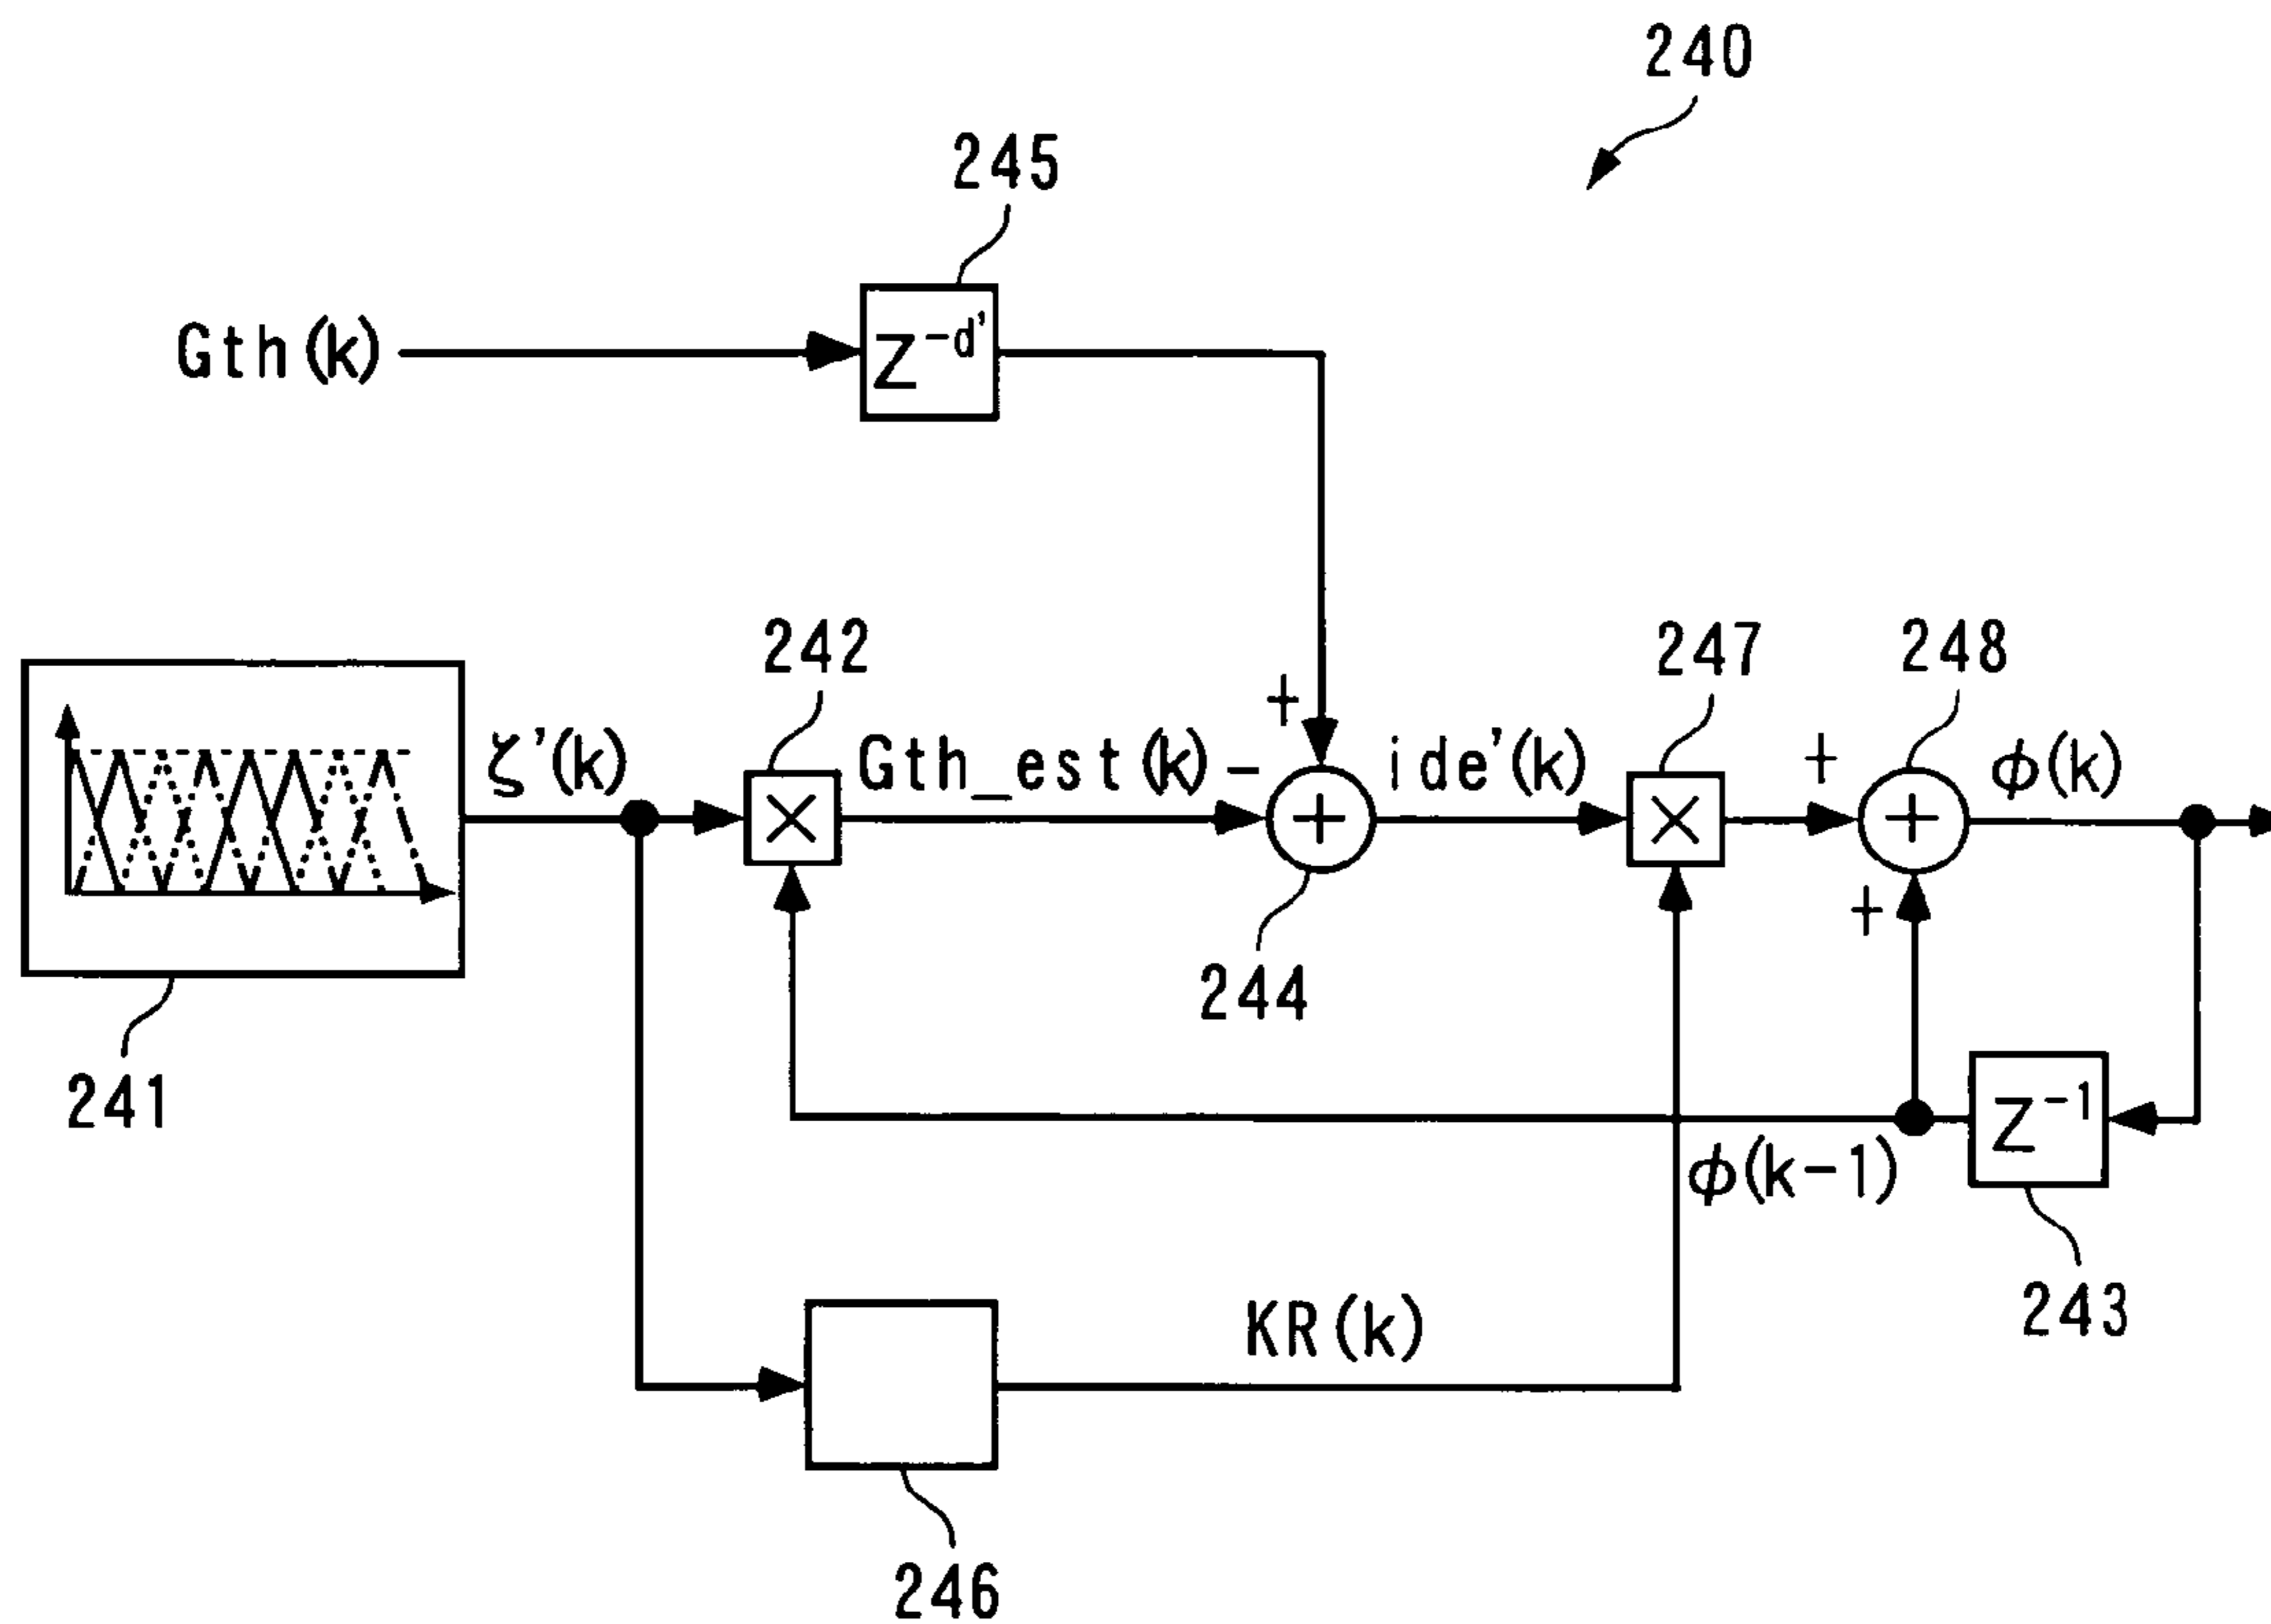 240
245
Gth(k)
Z⁻ᵈ'
242
247
248
ζ'(k)
×
Gth_est(k)
−
+
+
ide'(k)
×
+
+
ϕ(k)
+
244
241
Z⁻¹
ϕ(k-1)
243
KR(k)
246